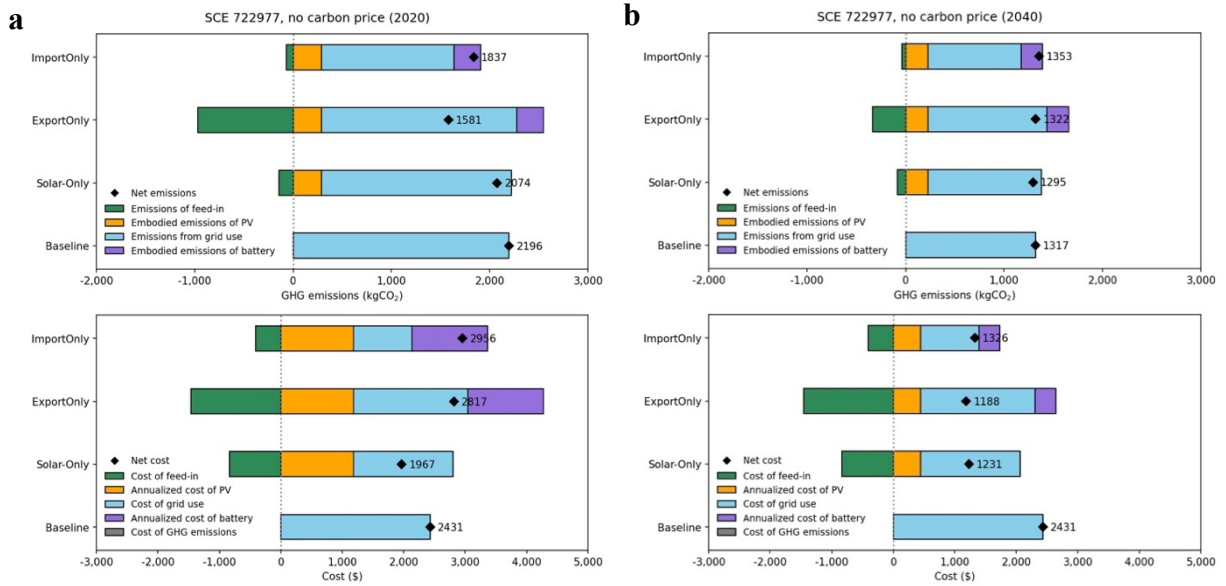 a
SCE 722977, no carbon price (2020)
ImportOnly
1837
ExportOnly
1581
Solar-Only
2074
Net emissions
Emissions of feed-in
Embodied emissions of PV
Emissions from grid use
Embodied emissions of battery
Baseline
2196
-2,000 -1,000 0 1,000 2,000 3,000
GHG emissions (kgCO₂)
ImportOnly
2956
ExportOnly
2817
Solar-Only
1967
Net cost
Cost of feed-in
Annualized cost of PV
Cost of grid use
Annualized cost of battery
Cost of GHG emissions
Baseline
2431
-3,000 -2,000 -1,000 0 1,000 2,000 3,000 4,000 5,000
Cost ($)
b
SCE 722977, no carbon price (2040)
ImportOnly
1353
ExportOnly
1322
Solar-Only
1295
Net emissions
Emissions of feed-in
Embodied emissions of PV
Emissions from grid use
Embodied emissions of battery
Baseline
1317
-2,000 -1,000 0 1,000 2,000 3,000
GHG emissions (kgCO₂)
ImportOnly
1326
ExportOnly
1188
Solar-Only
1231
Net cost
Cost of feed-in
Annualized cost of PV
Cost of grid use
Annualized cost of battery
Cost of GHG emissions
Baseline
2431
-3,000 -2,000 -1,000 0 1,000 2,000 3,000 4,000 5,000
Cost ($)